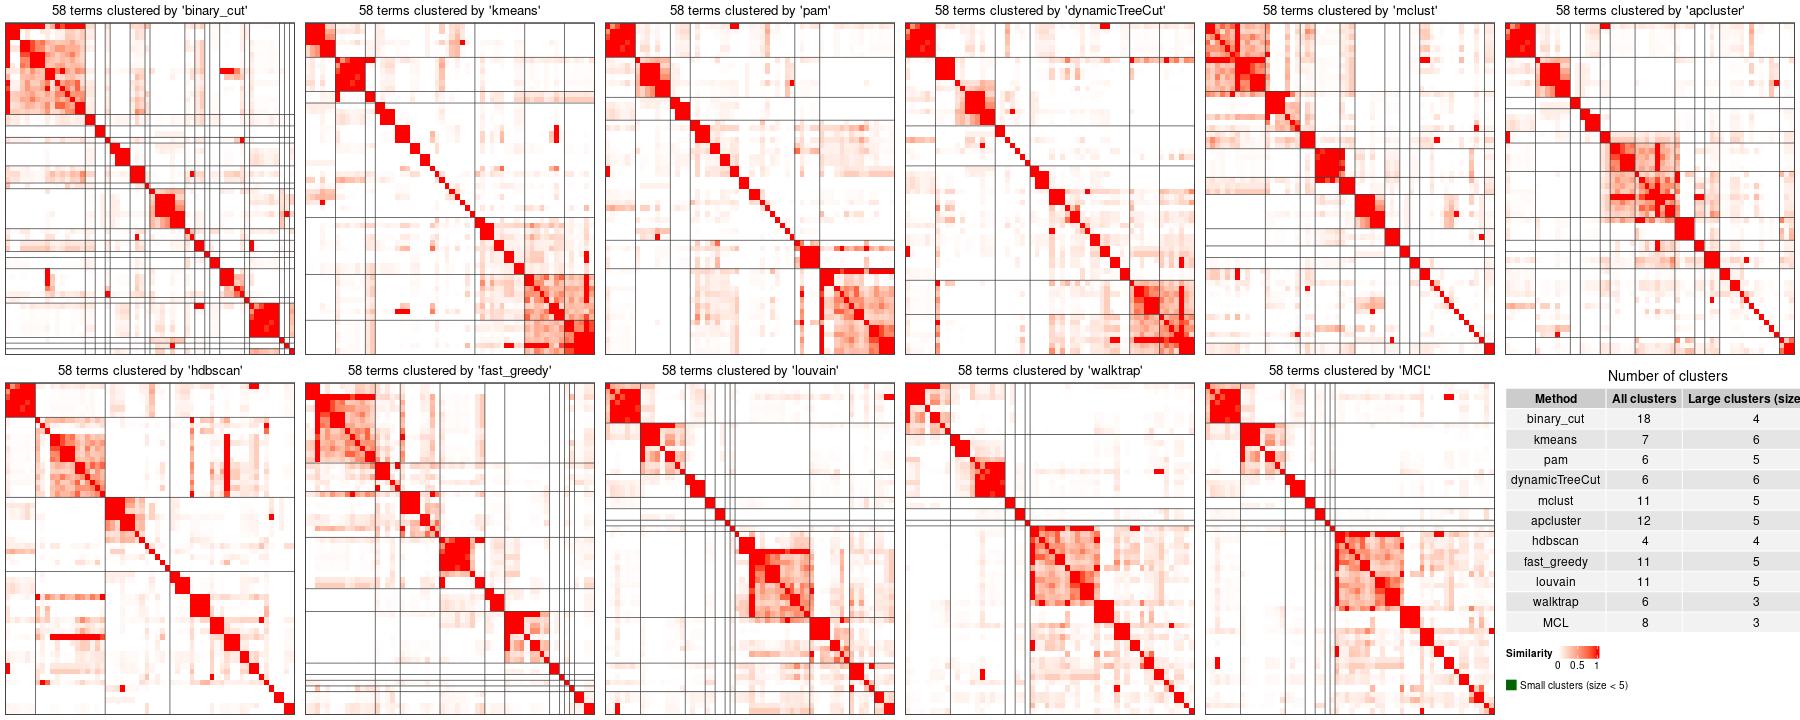 58 terms clustered by 'binary_cut'
58 terms clustered by 'kmeans'
58 terms clustered by 'pam'
58 terms clustered by 'dynamicTreeCut'
58 terms clustered by 'mclust'
58 terms clustered by 'apcluster'
58 terms clustered by 'hdbscan'
58 terms clustered by 'fast_greedy'
58 terms clustered by 'louvain'
58 terms clustered by 'walktrap'
58 terms clustered by 'MCL'
Number of clusters
Method All clusters Large clusters (size
binary_cut 18 4
kmeans 7 6
pam 6 5
dynamicTreeCut 6 6
mclust 11 5
apcluster 12 5
hdbscan 4 4
fast_greedy 11 5
louvain 11 5
walktrap 6 3
MCL 8 3
Similarity
0 0.5 1
Small clusters (size < 5)